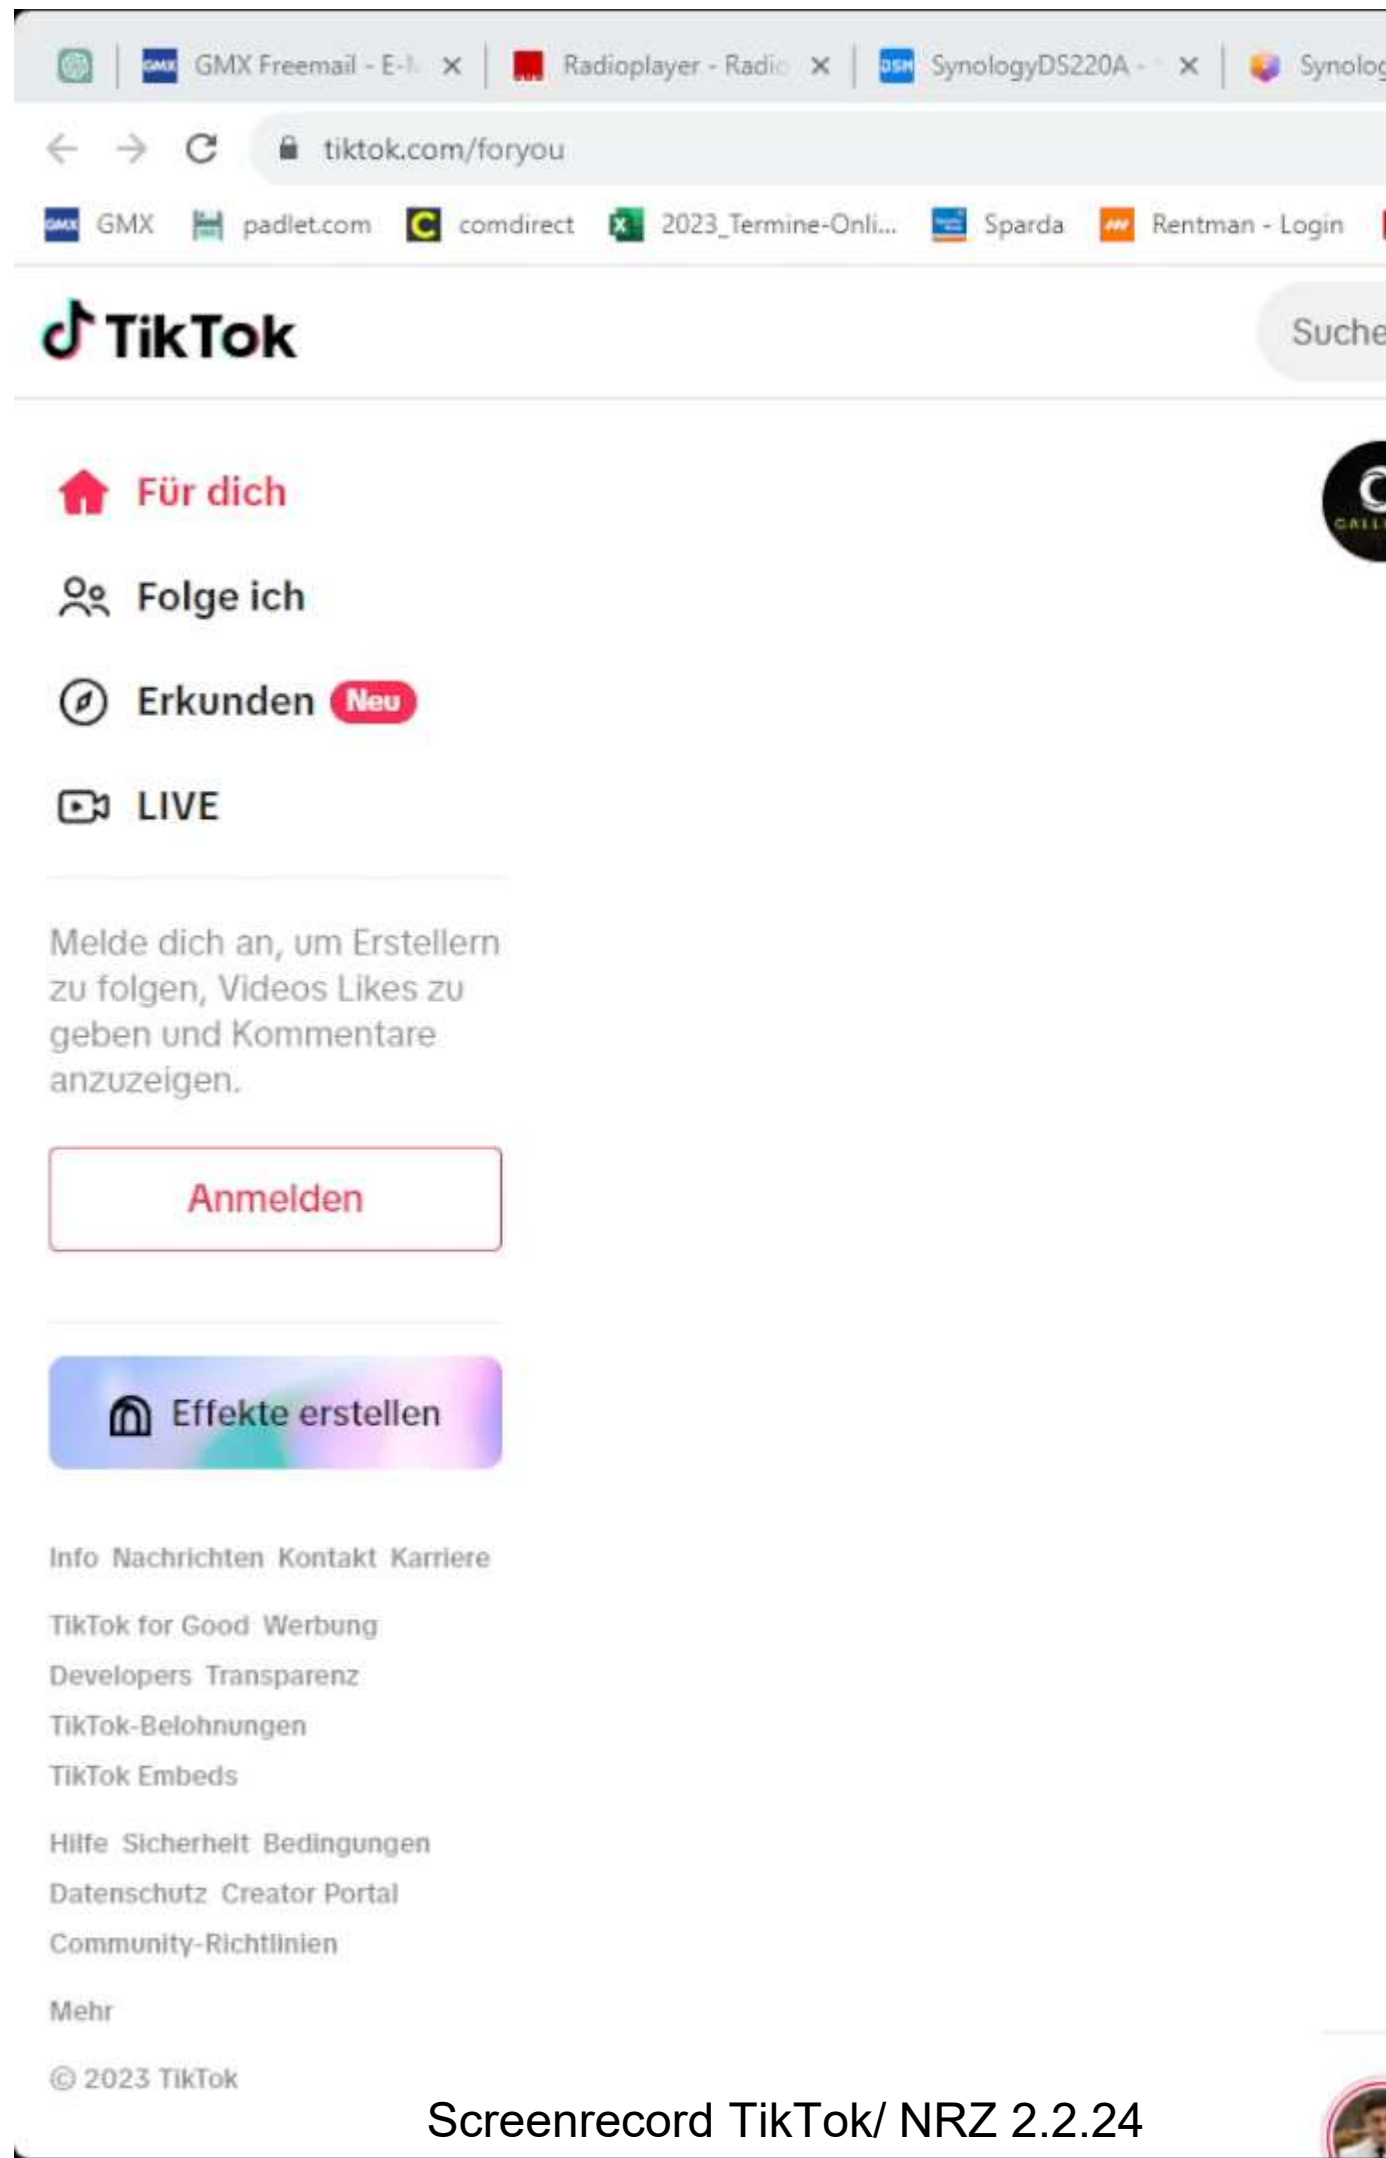 GMX Freemail - E-
Radioplayer - Radio
DSM
SynologyDS220A -
Synolog
tiktok.com/foryou
GMX
padlet.com
comdirect
2023_Termine-Onli...
Sparda
Rentman - Login
TikTok
Suche
Für dich
Folge ich
Erkunden Neu
LIVE
Melde dich an, um Erstellern
zu folgen, Videos Likes zu
geben und Kommentare
anzuzeigen.
Anmelden
Effekte erstellen
Info Nachrichten Kontakt Karriere
TikTok for Good Werbung
Developers Transparenz
TikTok-Belohnungen
TikTok Embeds
Hilfe Sicherheit Bedingungen
Datenschutz Creator Portal
Community-Richtlinien
Mehr
© 2023 TikTok
Screenrecord TikTok/ NRZ 2.2.24